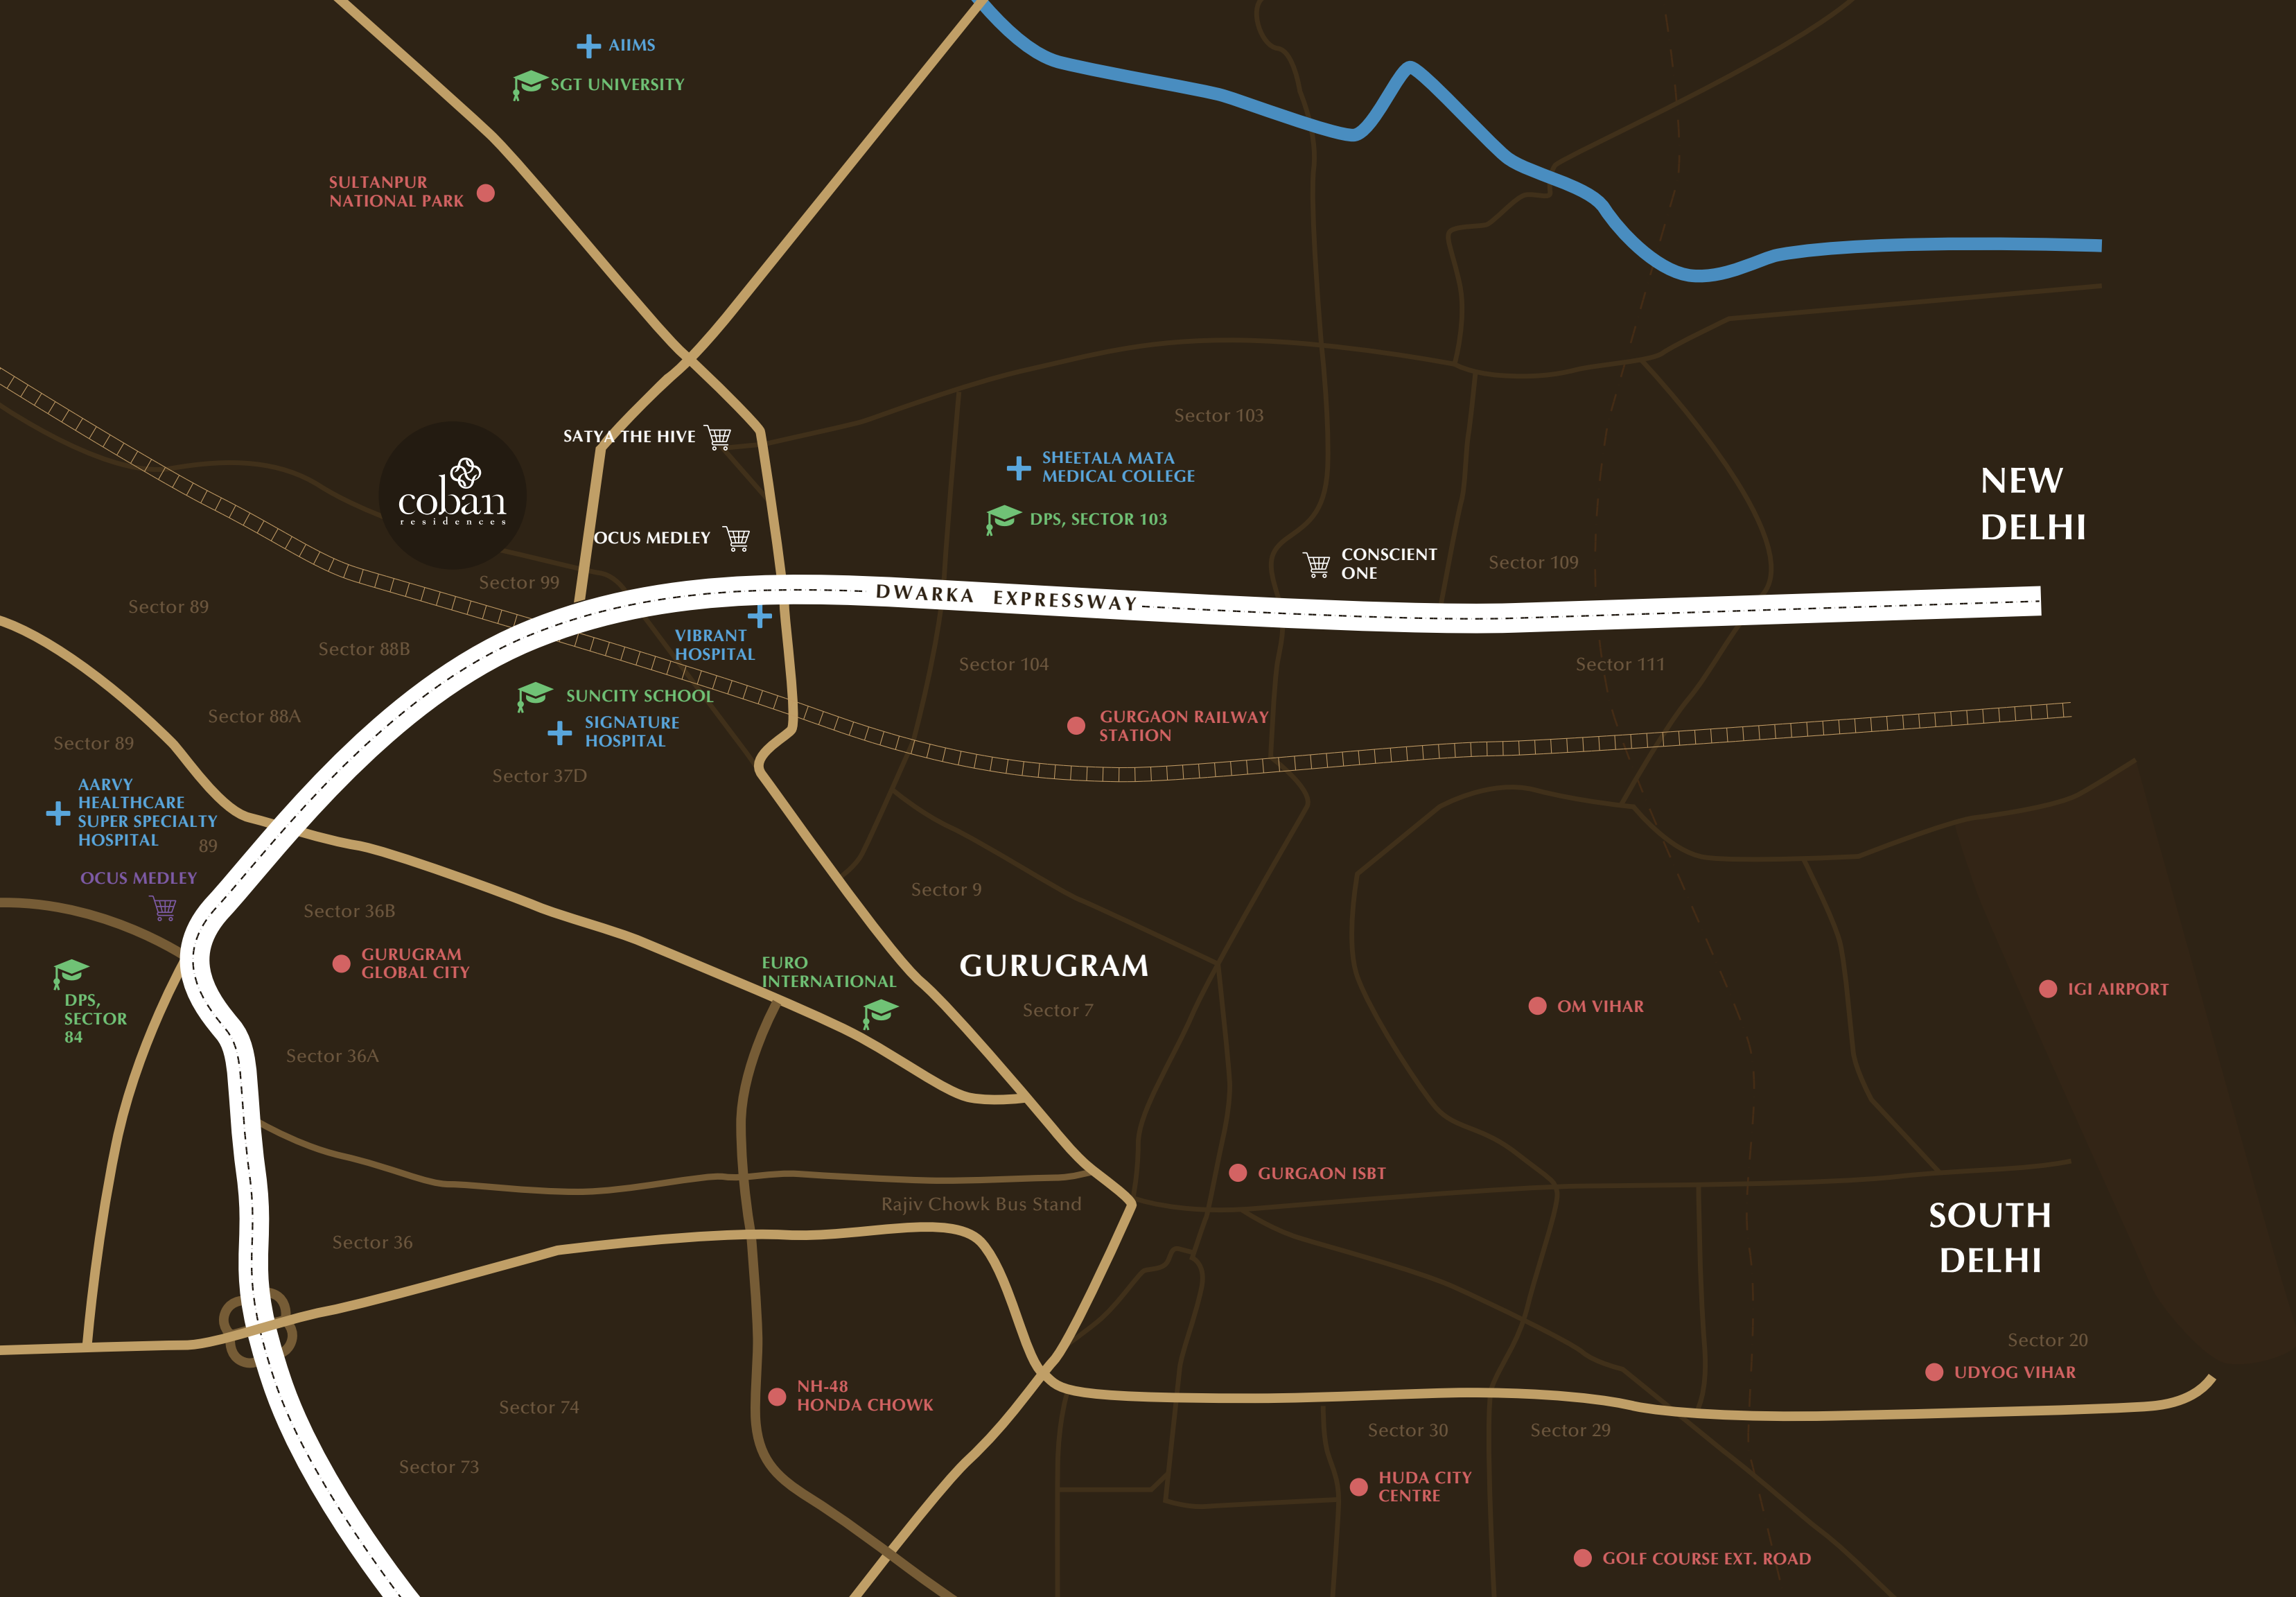 AIIMS
SGT UNIVERSITY
SULTANPUR
NATIONAL PARK
Sector 103
SATYA THE HIVE
SHEETALA MATA
MEDICAL COLLEGE
NEW
DELHI
coban
residences
DPS, SECTOR 103
OCUS MEDLEY
CONSCIENT
ONE
Sector 109
Sector 99
DWARKA EXPRESSWAY
Sector 89
VIBRANT
HOSPITAL
Sector 88B
Sector 104
Sector 111
SUNCITY SCHOOL
Sector 88A
SIGNATURE
HOSPITAL
GURGAON RAILWAY
STATION
Sector 89
Sector 37D
AARVY
HEALTHCARE
SUPER SPECIALTY
HOSPITAL
89
OCUS MEDLEY
Sector 9
Sector 36B
GURUGRAM
GLOBAL CITY
EURO
INTERNATIONAL
GURUGRAM
Sector 7
IGI AIRPORT
OM VIHAR
DPS,
SECTOR
84
Sector 36A
GURGAON ISBT
Rajiv Chowk Bus Stand
SOUTH
DELHI
Sector 36
Sector 20
UDYOG VIHAR
NH-48
HONDA CHOWK
Sector 74
Sector 30
Sector 29
Sector 73
HUDA CITY
CENTRE
GOLF COURSE EXT. ROAD